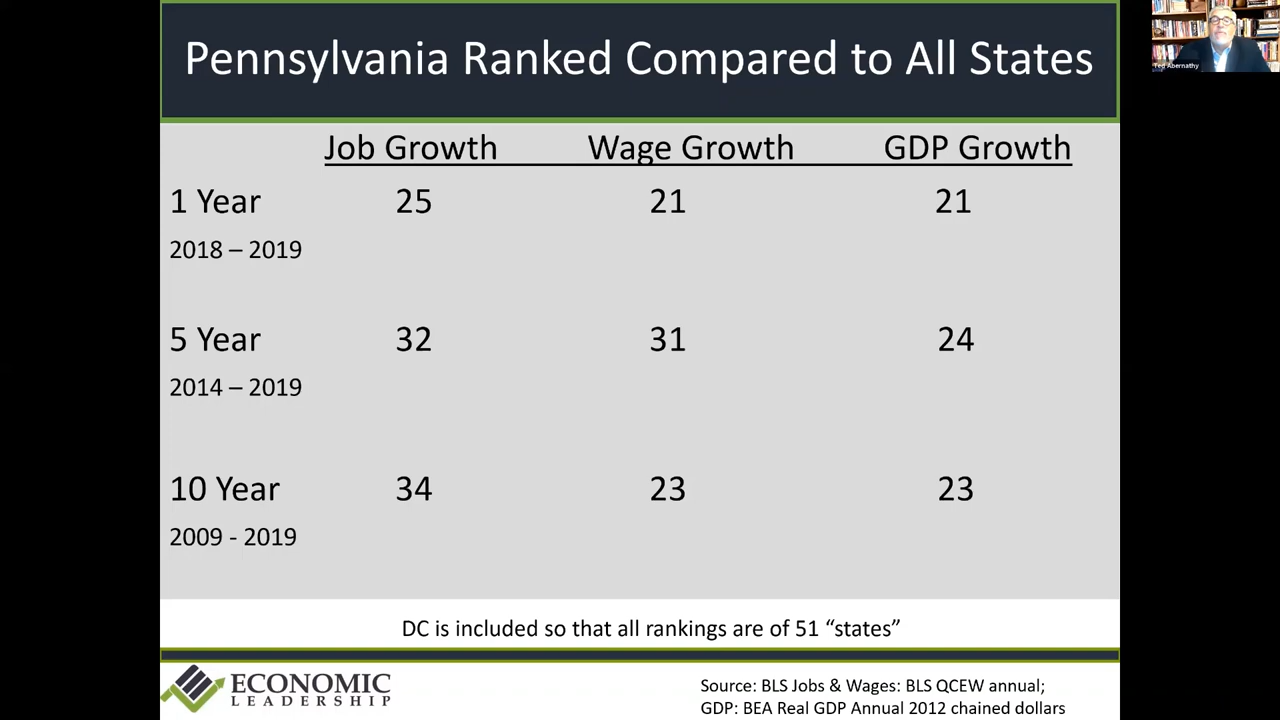 Pennsylvania Ranked Compared to All States
Ted Abernathy
Job Growth Wage Growth GDP Growth
1 Year 25 21 21
2018 – 2019
5 Year 32 31 24
2014 – 2019
10 Year 34 23 23
2009 - 2019
DC is included so that all rankings are of 51 “states”
ECONOMIC
LEADERSHIP
Source: BLS Jobs & Wages: BLS QCEW annual;
GDP: BEA Real GDP Annual 2012 chained dollars